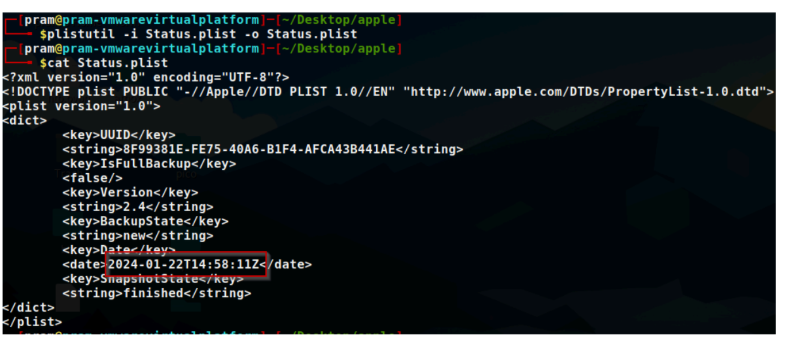 [pram@pram-vmwarevirtualplatform]-[~/Desktop/apple]
$plistutil -i Status.plist -o Status.plist
[pram@pram-vmwarevirtualplatform]-[~/Desktop/apple]
$cat Status.plist
<?xml version="1.0" encoding="UTF-8"?>
<!DOCTYPE plist PUBLIC "-//Apple//DTD PLIST 1.0//EN" "http://www.apple.com/DTDs/PropertyList-1.0.dtd">
<plist version="1.0">
<dict>
<key>UUID</key>
<string>8F99381E-FE75-40A6-B1F4-AFCA43B441AE</string>
<key>IsFullBackup</key>
<false/>
<key>Version</key>
<string>2.4</string>
<key>BackupState</key>
<string>new</string>
<key>Date</key>
<date>2024-01-22T14:58:11Z</date>
<key>SnapshotState</key>
<string>finished</string>
</dict>
</plist>
[pram@pram-vmwarevirtualplatform]-[~/Desktop/apple]